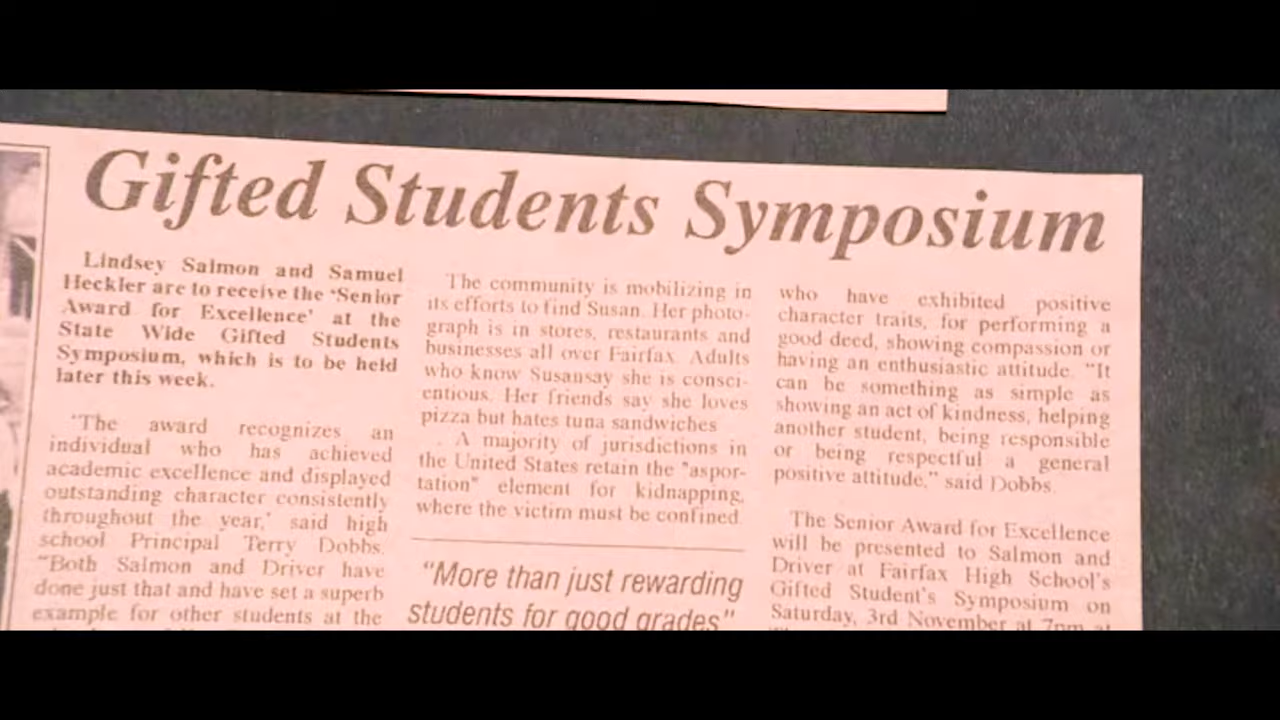 Gifted Students Symposium
Lindsey Salmon and Samuel
Heckler are to receive the 'Senior
Award for Excellence' at the
State Wide Gifted Students
Symposium, which is to be held
later this week.
'The award recognizes an
individual who has achieved
academic excellence and displayed
outstanding character consistently
throughout the year,' said high
school Principal Terry Dobbs.
"Both Salmon and Driver have
done just that and have set a superb
example for other students at the
The community is mobilizing in
its efforts to find Susan. Her photo-
graph is in stores, restaurants and
businesses all over Fairfax. Adults
who know Susansay she is consci-
entious. Her friends say she loves
pizza but hates tuna sandwiches
A majority of jurisdictions in
the United States retain the "aspor-
tation" element for kidnapping,
where the victim must be confined.
"More than just rewarding
students for good grades"
who have exhibited positive
character traits, for performing a
good deed, showing compassion or
having an enthusiastic attitude. "It
can be something as simple as
showing an act of kindness, helping
another student, being responsible
or being respectful a general
positive attitude," said Dobbs.
The Senior Award for Excellence
will be presented to Salmon and
Driver at Fairfax High School's
Gifted Student's Symposium on
Saturday, 3rd November at 7pm at